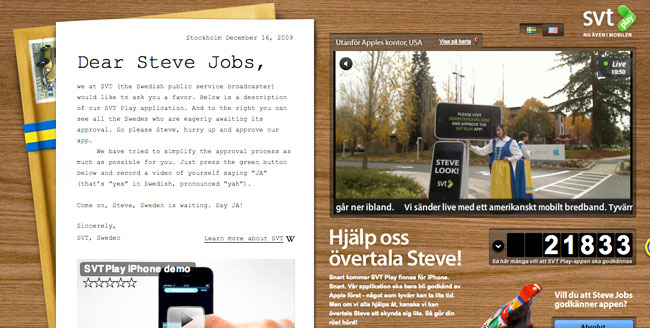 Stockholm December 16, 2009
Dear Steve Jobs,
we at SVT (the Swedish public service broadcaster)
would like to ask you a favor. Below is a description
of our SVT Play application. And to the right you can
see all the Swedes who are eagerly awaiting its
approval. So please Steve, hurry up and approve our
app.
We have tried to simplify the approval process as
much as possible for you. Just press the green button
below and record a video of yourself saying "JA"
(that's "yes" in Swedish, pronounced "yah").
Come on, Steve, Sweden is waiting. Say JA!
Sincerely,
SVT, Sweden
Learn more about SVT W
SVT Play iPhone demo
svt play
NU ÄVEN I MOBILEN
Utanför Apples kontor, USA
Visa på karta
Live
10:50
PLEASE VISIT
DEARSTEVEJOBS.COM
AND APPROVE THE
SVT PLAY APP!
STEVE
LOOK!
svt
går ner ibland. Vi sänder live med ett amerikanskt mobilt bredband. Tyvärr
Hjälp oss
övertala Steve!
21833
Så här många vill att SVT Play-appen ska godkännas
Snart kommer SVT Play finnas för iPhone.
Snart. Vår applikation ska bara bli godkänd av
Apple först - något som tyvärr kan ta lite tid.
Men om vi alla hjälps åt, kanske vi kan
övertala Steve att skynda sig lite. Så gör din
röst hörd!
Vill du att Steve Jobs
godkänner appen?
Absolut